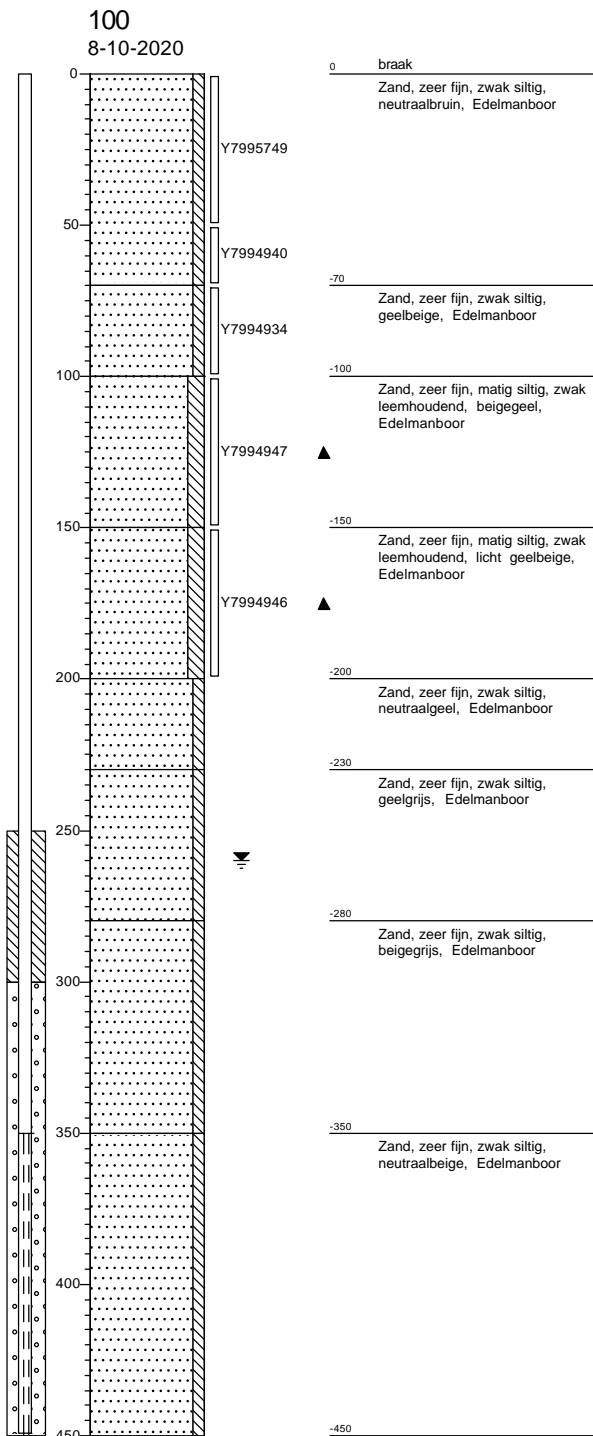 100
8-10-2020
0
50
100
150
200
250
300
350
400
450
Y7995749
Y7994940
Y7994934
Y7994947
Y7994946
0
braak
Zand, zeer fijn, zwak siltig,
neutraalbruin, Edelmanboor
-70
Zand, zeer fijn, zwak siltig,
geelbeige, Edelmanboor
-100
Zand, zeer fijn, matig siltig, zwak
leemhoudend, beigegeel,
Edelmanboor
-150
Zand, zeer fijn, matig siltig, zwak
leemhoudend, licht geelbeige,
Edelmanboor
-200
Zand, zeer fijn, zwak siltig,
neutraalgeel, Edelmanboor
-230
Zand, zeer fijn, zwak siltig,
geelgrijs, Edelmanboor
-280
Zand, zeer fijn, zwak siltig,
beigegrijs, Edelmanboor
-350
Zand, zeer fijn, zwak siltig,
neutraalbeige, Edelmanboor
-450